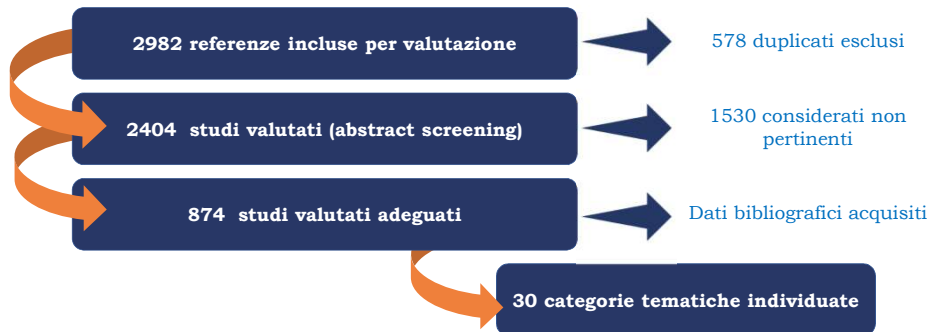 2982 referenze incluse per valutazione
578 duplicati esclusi
2404 studi valutati (abstract screening)
1530 considerati non
pertinenti
874 studi valutati adeguati
Dati bibliografici acquisiti
30 categorie tematiche individuate